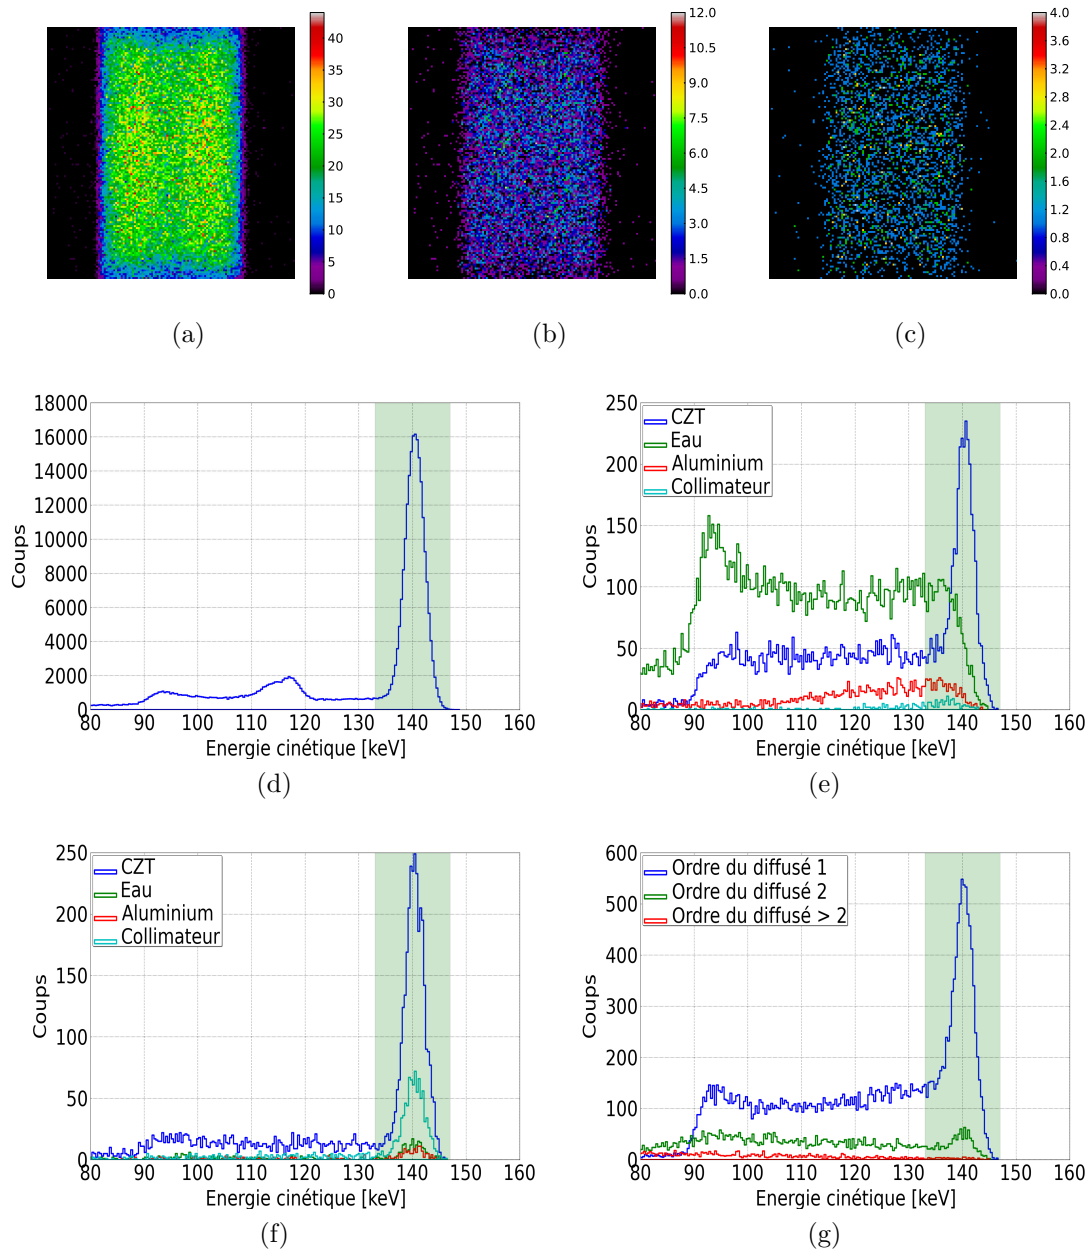 40
35
30
25
20
15
10
5
0
12.0
10.5
9.0
7.5
6.0
4.5
3.0
1.5
0.0
4.0
3.6
3.2
2.8
2.4
2.0
1.6
1.2
0.8
0.4
0.0
(a)
(b)
(c)
18000
16000
14000
12000
10000
8000
6000
4000
2000
0
Coups
80 90 100 110 120 130 140 150 160
Energie cinétique [keV]
(d)
250
200
150
100
50
0
Coups
CZT
Eau
Aluminium
Collimateur
80 90 100 110 120 130 140 150 160
Energie cinétique [keV]
(e)
250
200
150
100
50
0
Coups
CZT
Eau
Aluminium
Collimateur
80 90 100 110 120 130 140 150 160
Energie cinétique [keV]
(f)
600
500
400
300
200
100
0
Coups
Ordre du diffusé 1
Ordre du diffusé 2
Ordre du diffusé > 2
80 90 100 110 120 130 140 150 160
Energie cinétique [keV]
(g)